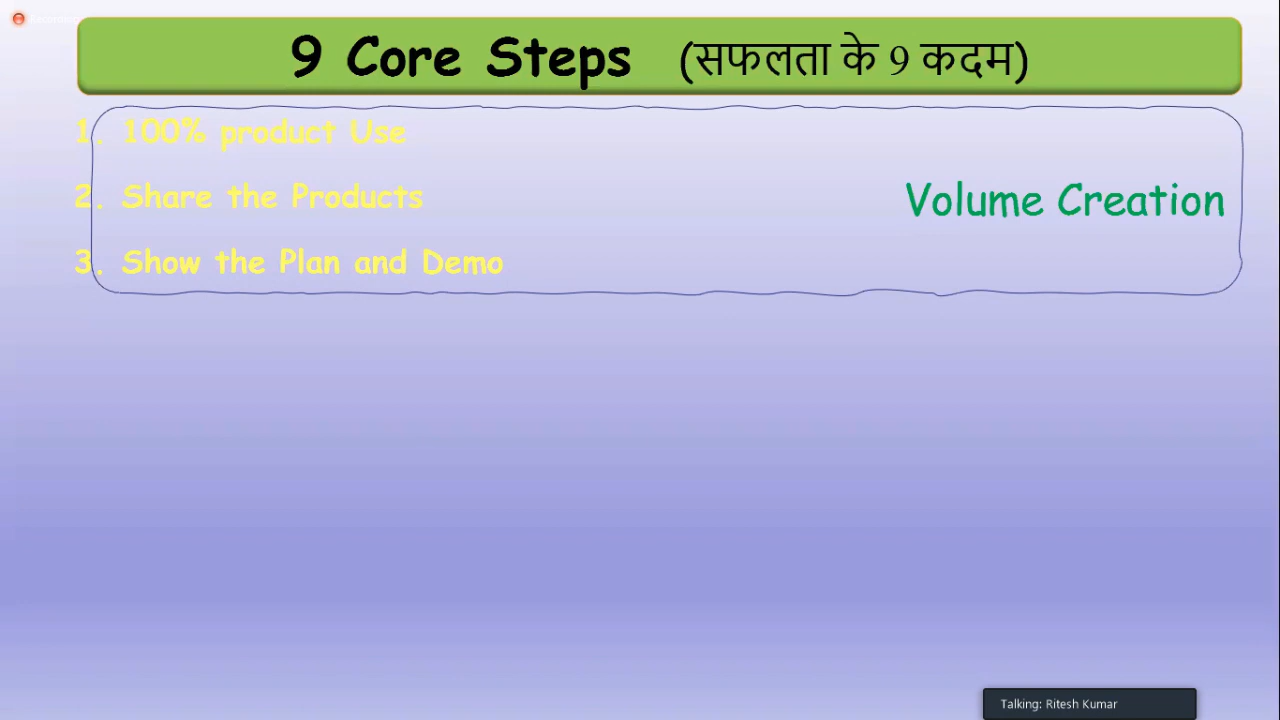 Recording
9 Core Steps (सफलता के 9 कदम)
1. 100% product Use
2. Share the Products
Volume Creation
3. Show the Plan and Demo
Talking: Ritesh Kumar